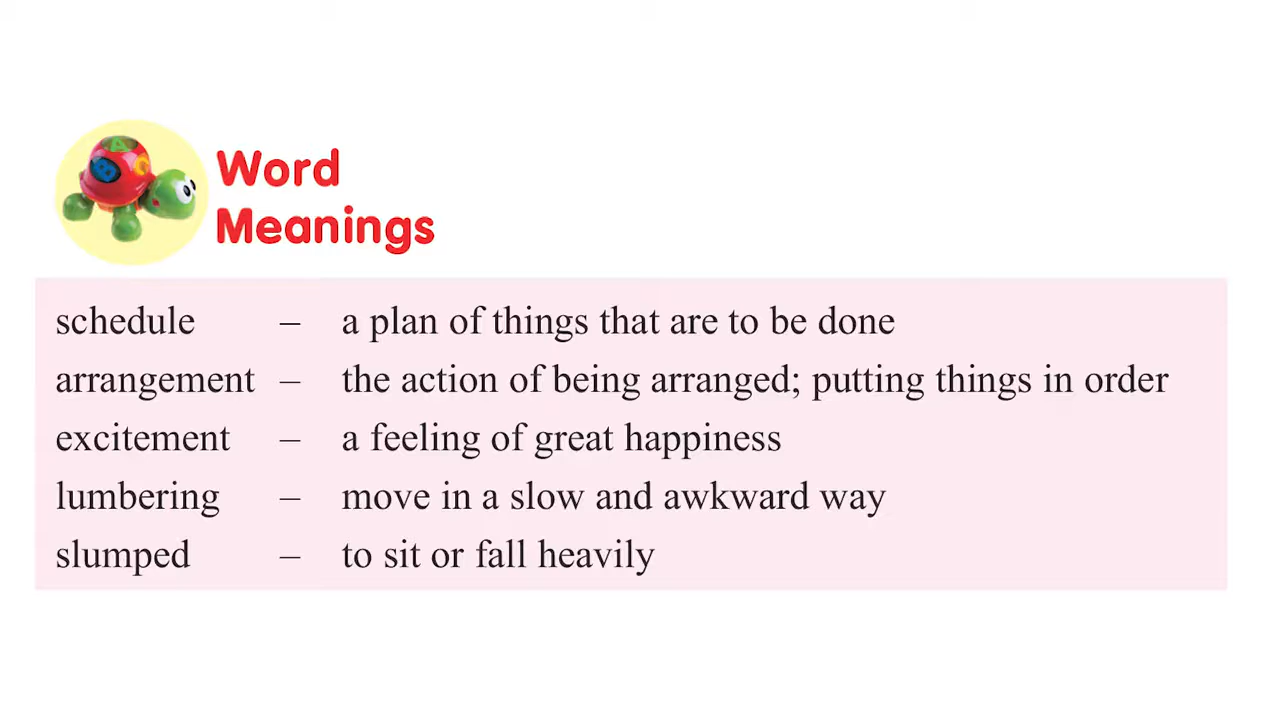 Word
Meanings
schedule – a plan of things that are to be done
arrangement – the action of being arranged; putting things in order
excitement – a feeling of great happiness
lumbering – move in a slow and awkward way
slumped – to sit or fall heavily
A
B
C